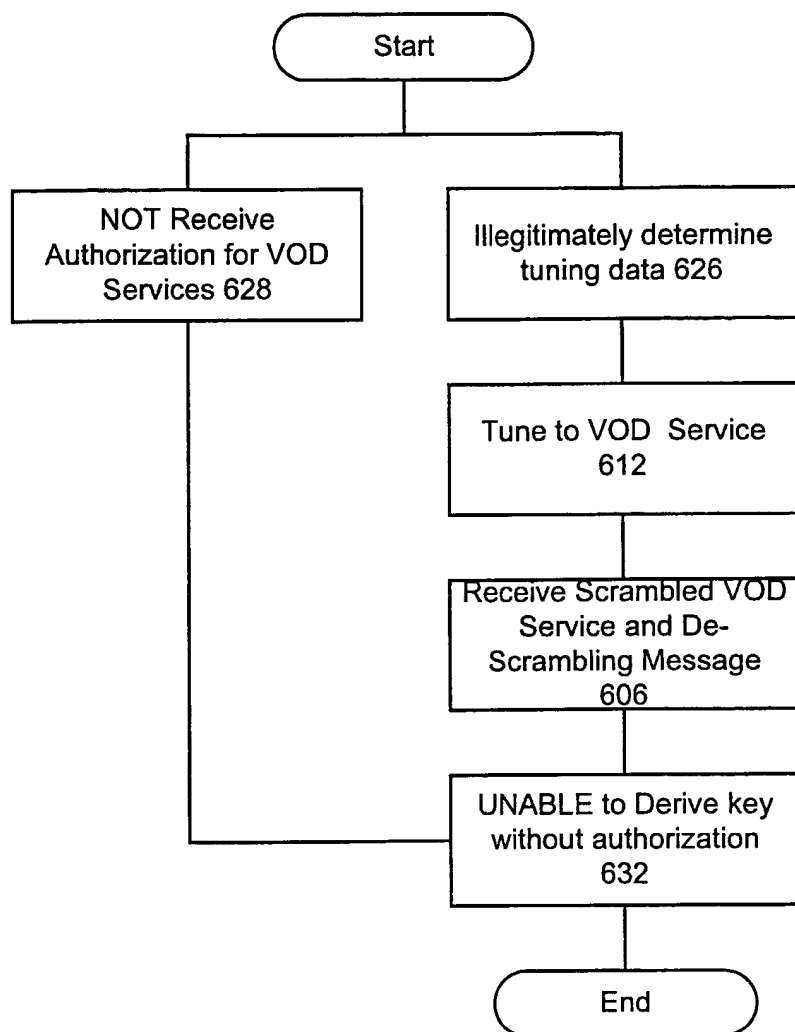 Start
NOT Receive
Authorization for VOD
Services 628
Illegitimately determine
tuning data 626
Tune to VOD Service
612
Receive Scrambled VOD
Service and De-
Scrambling Message
606
UNABLE to Derive key
without authorization
632
End